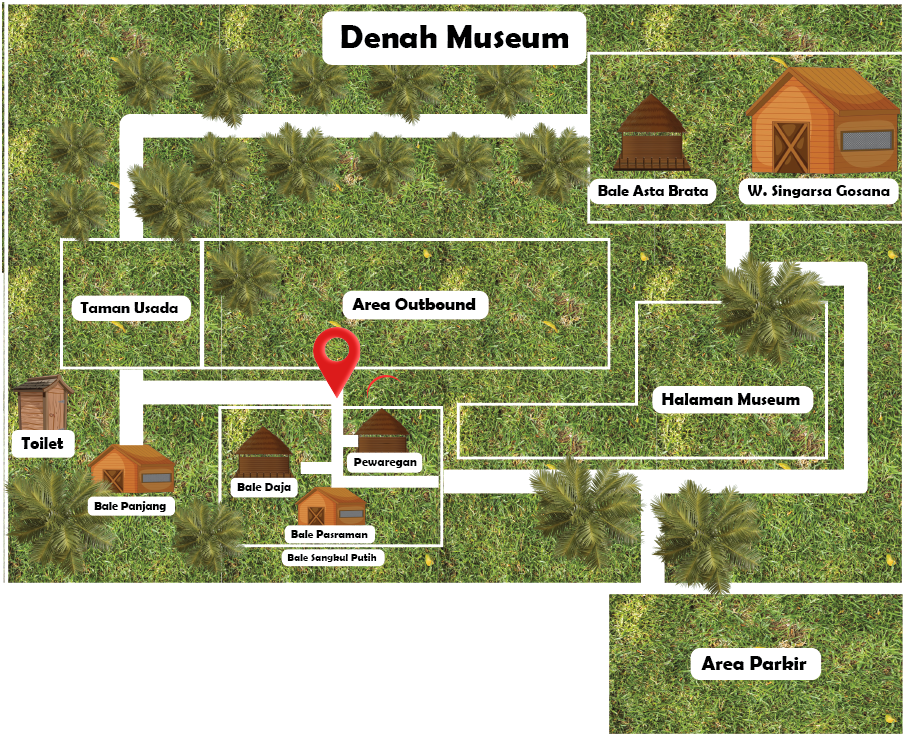 Denah Museum
Bale Asta Brata
W. Singarsa Gosana
Taman Usada
Area Outbound
Halaman Museum
Toilet
Pewaregan
Bale Daja
Bale Panjang
Bale Pasraman
Bale Sangkul Putih
Area Parkir